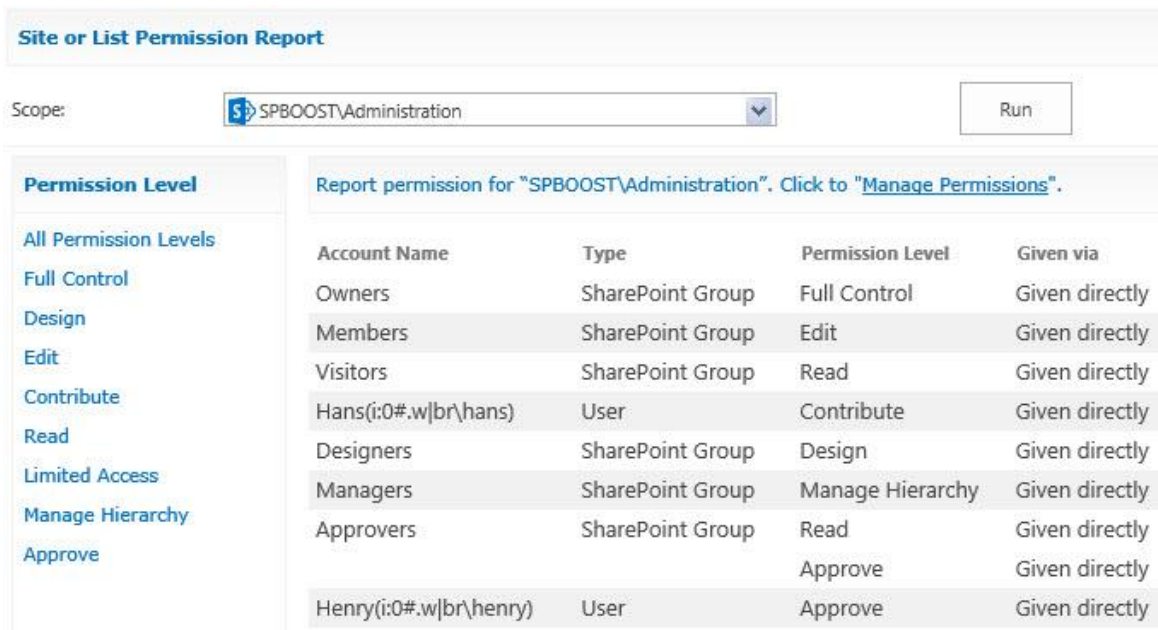 Site or List Permission Report
Scope:
SPBOOST\Administration
Run
Permission Level
All Permission Levels
Full Control
Design
Edit
Contribute
Read
Limited Access
Manage Hierarchy
Approve
Report permission for “SPBOOST\Administration”. Click to "Manage Permissions".
Account Name Type Permission Level Given via
Owners SharePoint Group Full Control Given directly
Members SharePoint Group Edit Given directly
Visitors SharePoint Group Read Given directly
Hans(i:0#.w|br\hans) User Contribute Given directly
Designers SharePoint Group Design Given directly
Managers SharePoint Group Manage Hierarchy Given directly
Approvers SharePoint Group Read Given directly
Approve Given directly
Henry(i:0#.w|br\henry) User Approve Given directly